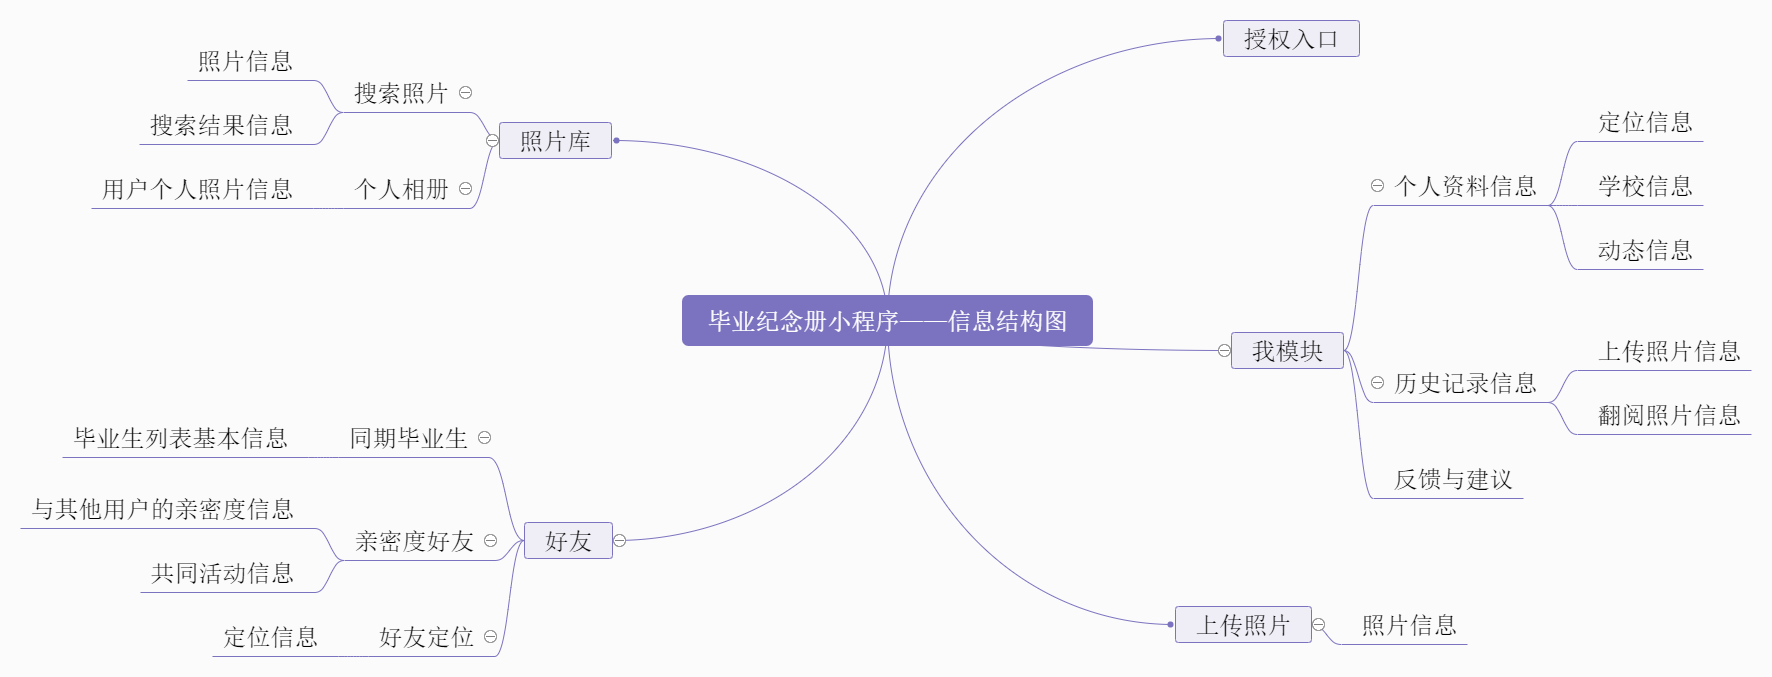 毕业纪念册小程序——信息结构图
授权入口
我模块
个人资料信息
定位信息
学校信息
动态信息
历史记录信息
上传照片信息
翻阅照片信息
反馈与建议
上传照片
照片信息
照片库
搜索照片
照片信息
搜索结果信息
个人相册
用户个人照片信息
好友
同期毕业生
毕业生列表基本信息
亲密度好友
与其他用户的亲密度信息
共同活动信息
好友定位
定位信息